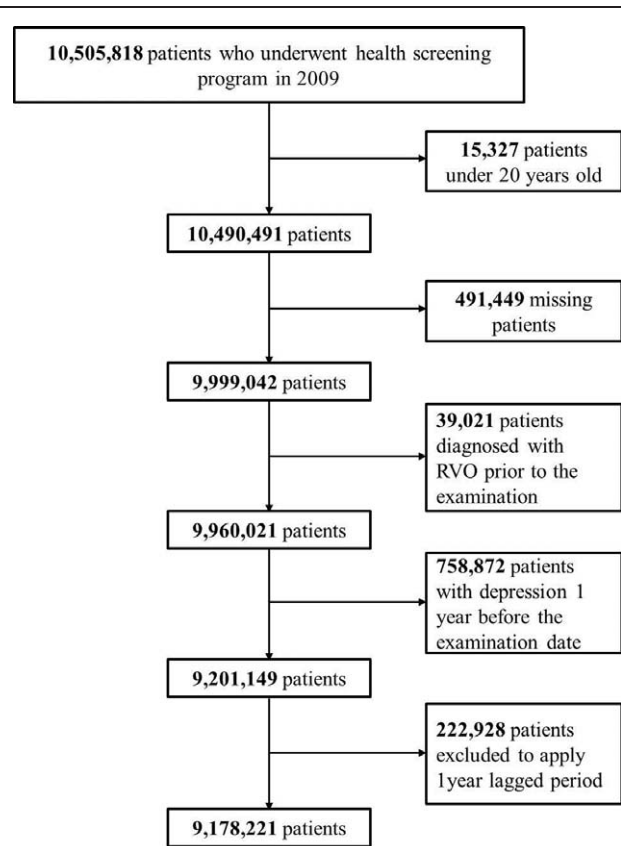 10,505,818 patients who underwent health screening
program in 2009
15,327 patients
under 20 years old
10,490,491 patients
491,449 missing
patients
9,999,042 patients
39,021 patients
diagnosed with
RVO prior to the
examination
9,960,021 patients
758,872 patients
with depression 1
year before the
examination date
9,201,149 patients
222,928 patients
excluded to apply
1year lagged period
9,178,221 patients